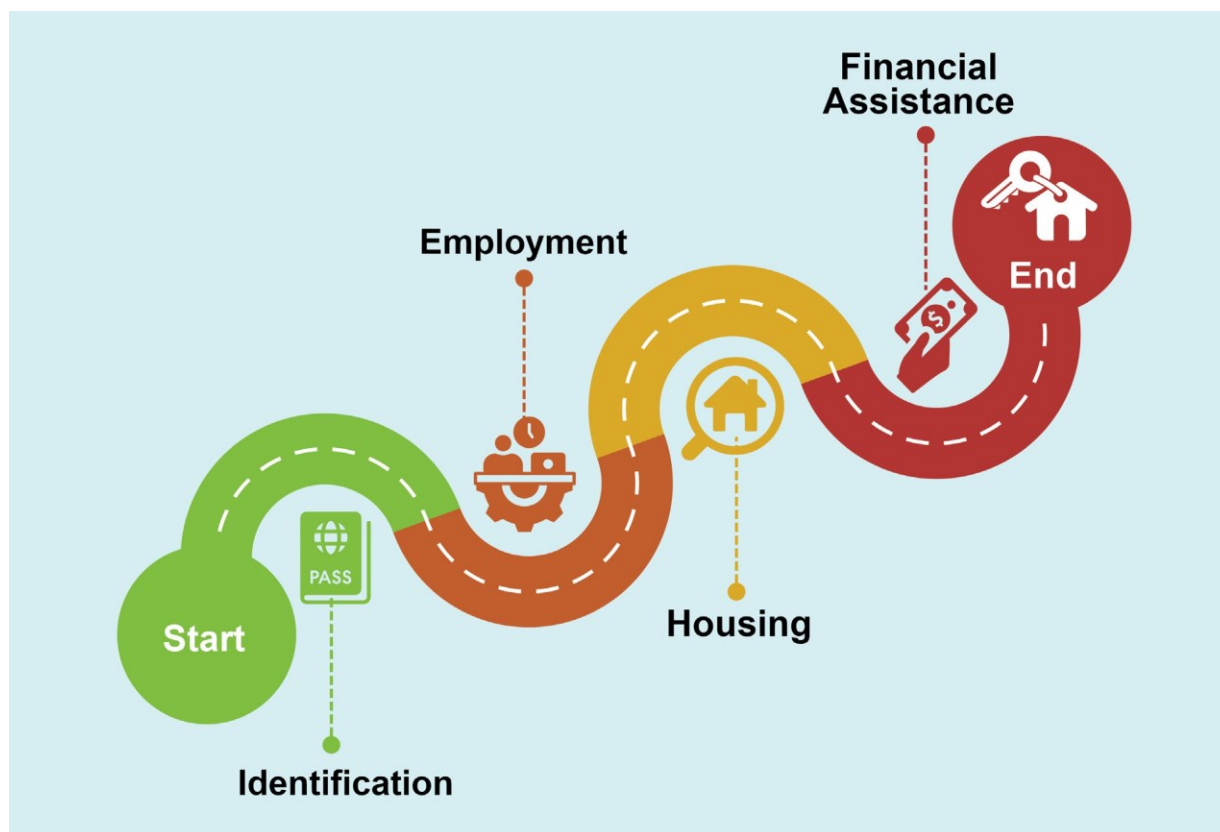 Start
PASS
Identification
Employment
Housing
Financial
Assistance
$
End